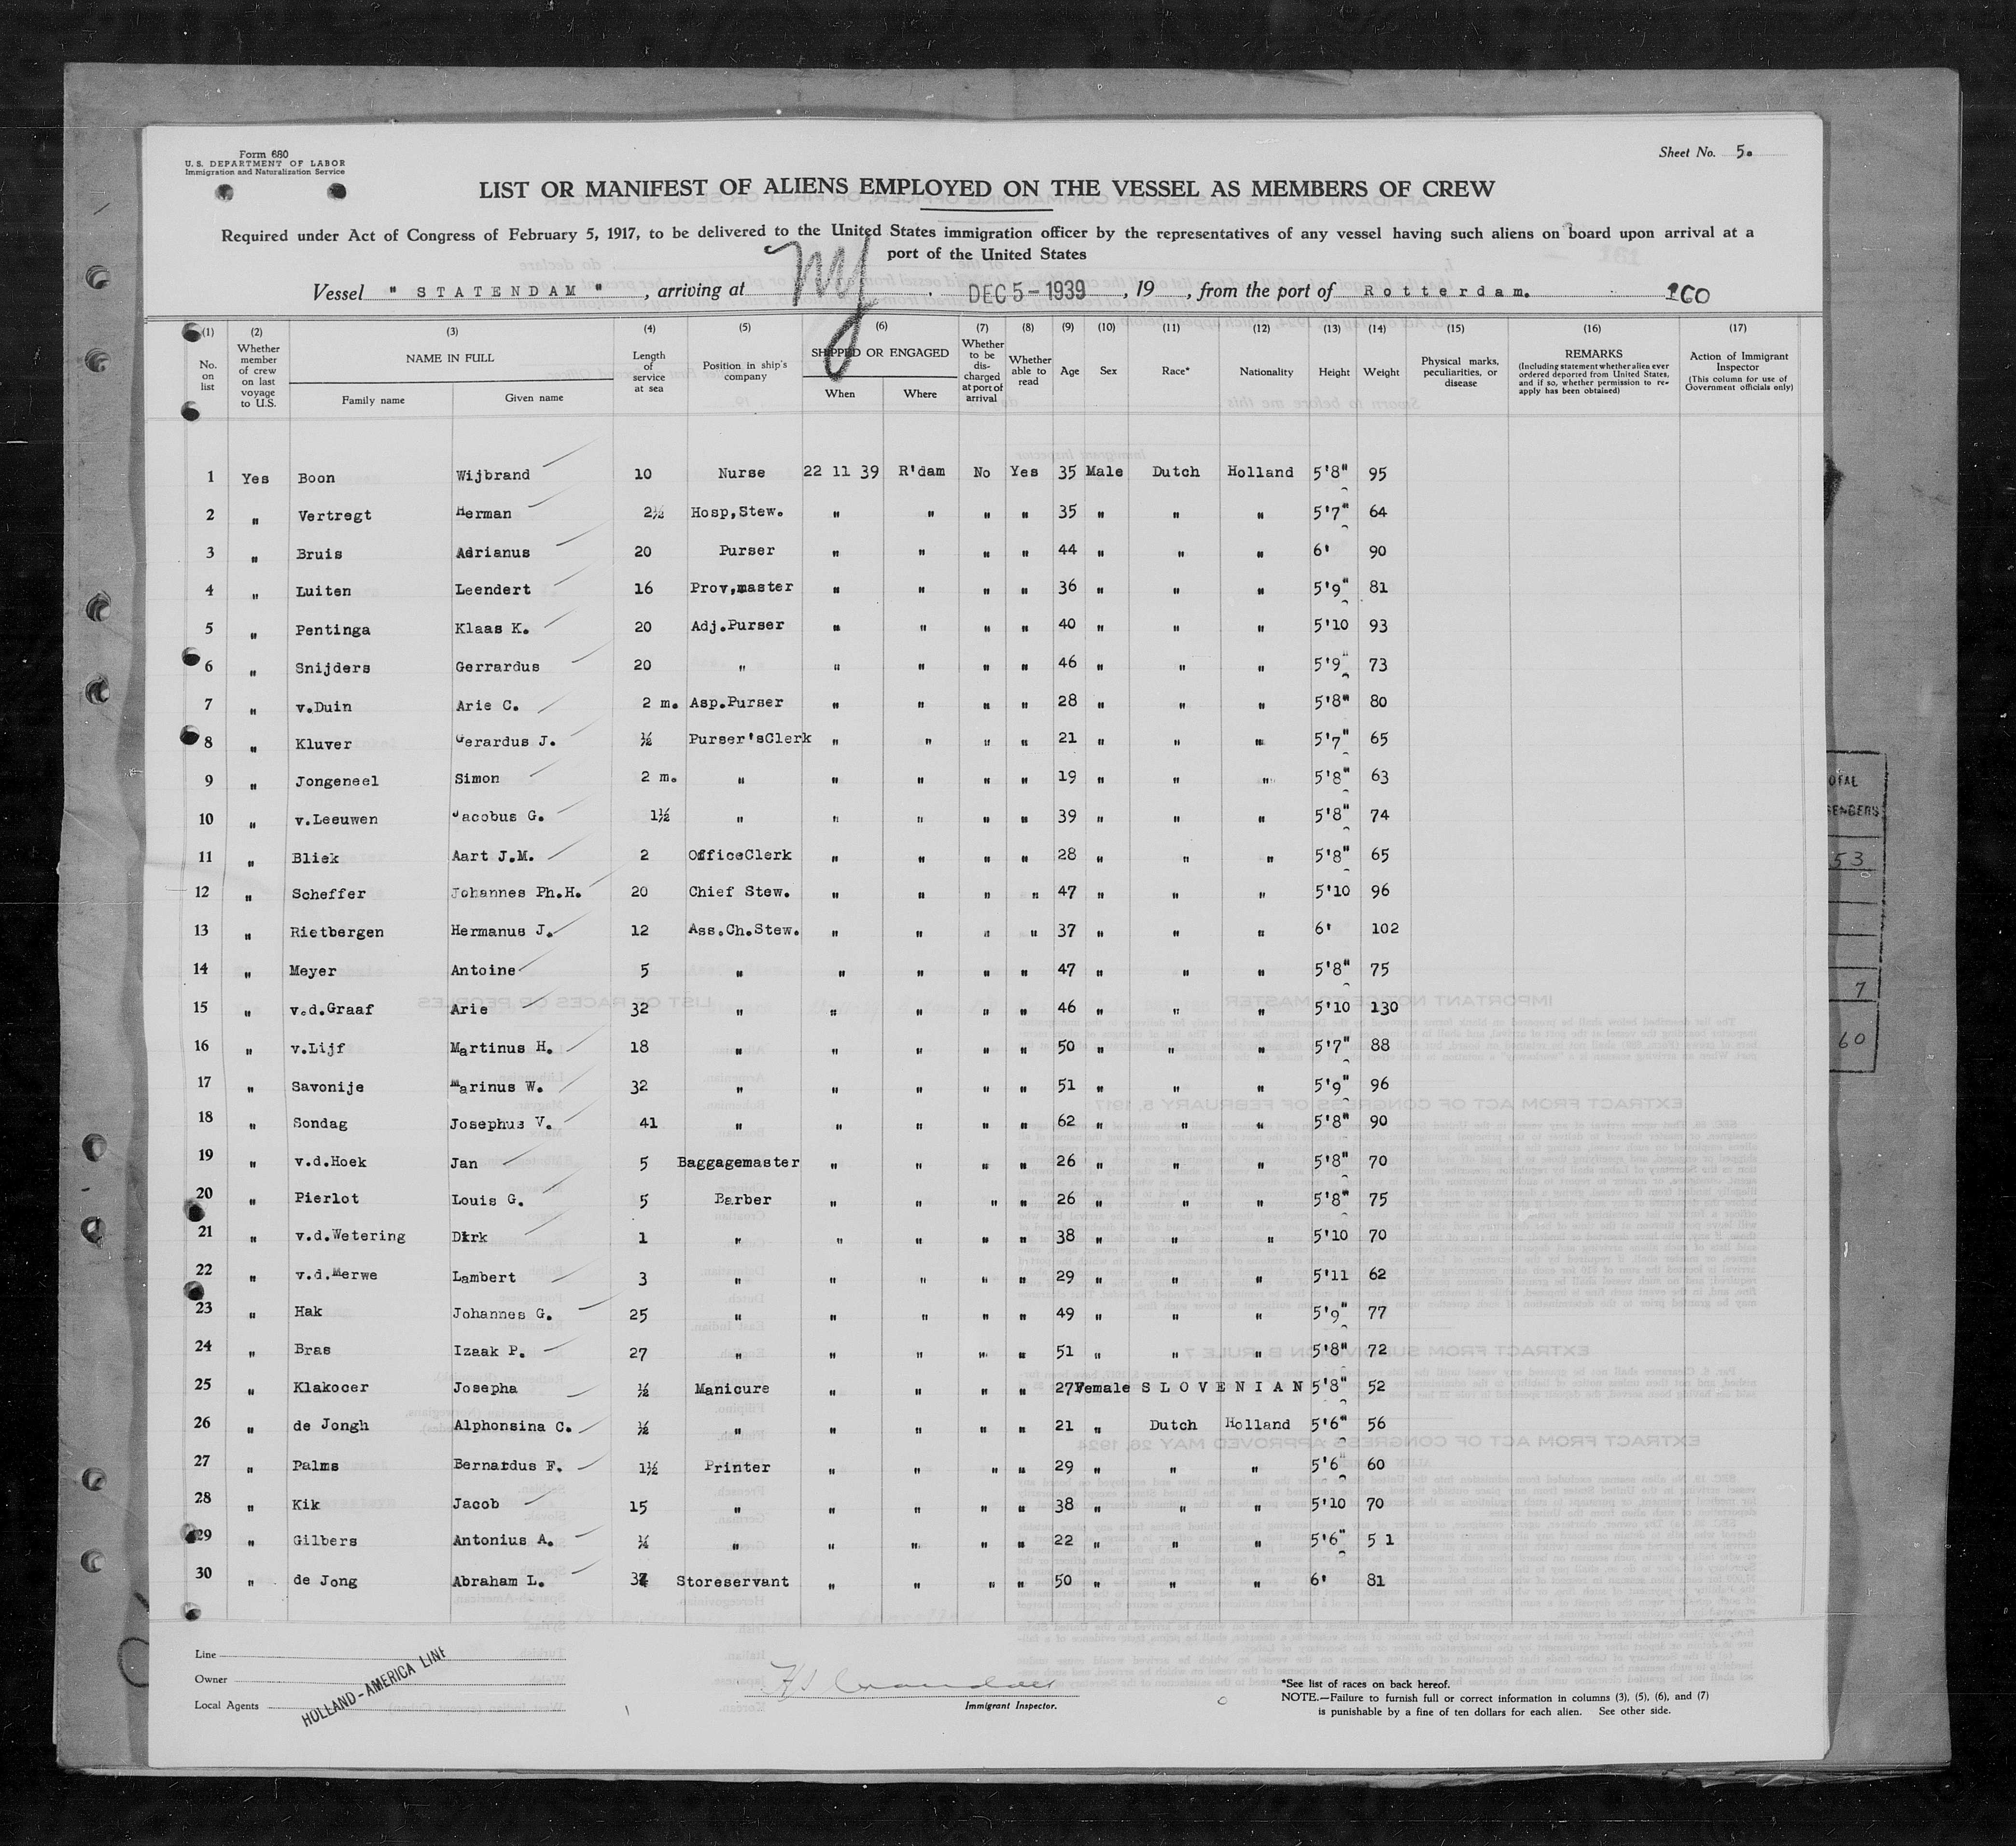 Form 680
U. S. DEPARTMENT OF LABOR
Immigration and Naturalization Service
Sheet No. 5.
LIST OR MANIFEST OF ALIENS EMPLOYED ON THE VESSEL AS MEMBERS OF CREW
Required under Act of Congress of February 5, 1917, to be delivered to the United States immigration officer by the representatives of any vessel having such aliens on board upon arrival at a
port of the United States
Vessel " STATENDAM " , arriving at NY . DEC 5 - 1939 , 19 , from the port of Rotterdam. 160
(1) (2) (3) (4) (5) (6) (7) (8) (9) (10) (11) (12) (13) (14) (15) (16) (17)
No. on list Whether member of crew on last voyage to U.S. NAME IN FULL Family name Given name Length of service at sea Position in ship's company SHIPPED OR ENGAGED When Where Whether to be discharged at port of arrival Whether able to read Age Sex Race* Nationality Height Weight Physical marks, peculiarities, or disease REMARKS (Including statement whether alien ever ordered deported from United States, and if so, whether permission to re-apply has been obtained) Action of Immigrant Inspector (This column for use of Government officials only)
1 Yes Boon Wijbrand 10 Nurse 22 11 39 R'dam No Yes 35 Male Dutch Holland 5'8" 95
2 " Vertregt Herman 2½ Hosp,Stew. " " " " 35 " " " 5'7" 64
3 " Bruis Adrianus 20 Purser " " " " 44 " " " 6' 90
4 " Luiten Leendert 16 Prov,master " " " " 36 " " " 5'9" 81
5 " Pentinga Klaas K. 20 Adj.Purser " " " " 40 " " " 5'10 93
6 " Snijders Gerrardus 20 " " " " " 46 " " " 5'9" 73
7 " v.Duin Arie C. 2 m. Asp.Purser " " " " 28 " " " 5'8" 80
8 " Kluver Gerardus J. ½ Purser'sClerk " " " " 21 " " " 5'7" 65
9 " Jongeneel Simon 2 m. " " " " " 19 " " " 5'8" 63
10 " v.Leeuwen Jacobus G. 1½ " " " " " 39 " " " 5'8" 74
11 " Bliek Aart J.M. 2 OfficeClerk " " " " 28 " " " 5'8" 65
12 " Scheffer Johannes Ph.H. 20 Chief Stew. " " " " 47 " " " 5'10 96
13 " Rietbergen Hermanus J. 12 Ass.Ch.Stew. " " " " 37 " " " 6' 102
14 " Meyer Antoine 5 " " " " " 47 " " " 5'8" 75
15 " v.d.Graaf Arie 32 " " " " " 46 " " " 5'10 130
16 " v.Lijf Martinus H. 18 " " " " " 50 " " " 5'7" 88
17 " Savonije Marinus W. 32 " " " " " 51 " " " 5'9" 96
18 " Sondag Josephus V. 41 " " " " " 62 " " " 5'8" 90
19 " v.d.Hoek Jan 5 Baggagemaster " " " " 26 " " " 5'8" 70
20 " Pierlot Louis G. 5 Barber " " " " 26 " " " 5'8" 75
21 " v.d.Wetering Dirk 1 " " " " " 38 " " " 5'10 70
22 " v.d.Merwe Lambert 3 " " " " " 29 " " " 5'11 62
23 " Hak Johannes G. 25 " " " " " 49 " " " 5'9" 77
24 " Bras Izaak P. 27 " " " " " 51 " " " 5'8" 72
25 " Klakocer Josepha ½ Manicure " " " " 27 Female SLOVENIAN 5'8" 52
26 " de Jongh Alphonsina C. ½ " " " " " 21 " Dutch Holland 5'6" 56
27 " Palms Bernardus F. 1½ Printer " " " " 29 " " " 5'6" 60
28 " Kik Jacob 15 " " " " " 38 " " " 5'10 70
29 " Gilbers Antonius A. " " " " " 22 " " " 5'6" 5 1
30 " de Jong Abraham L. Storeservant " " " " 50 " " " 6' 81
53
7
60
Line
Owner
Local Agents
HOLLAND-AMERICA LINE
Immigrant Inspector.
*See list of races on back hereof.
NOTE.—Failure to furnish full or correct information in columns (3), (5), (6), and (7)
is punishable by a fine of ten dollars for each alien. See other side.